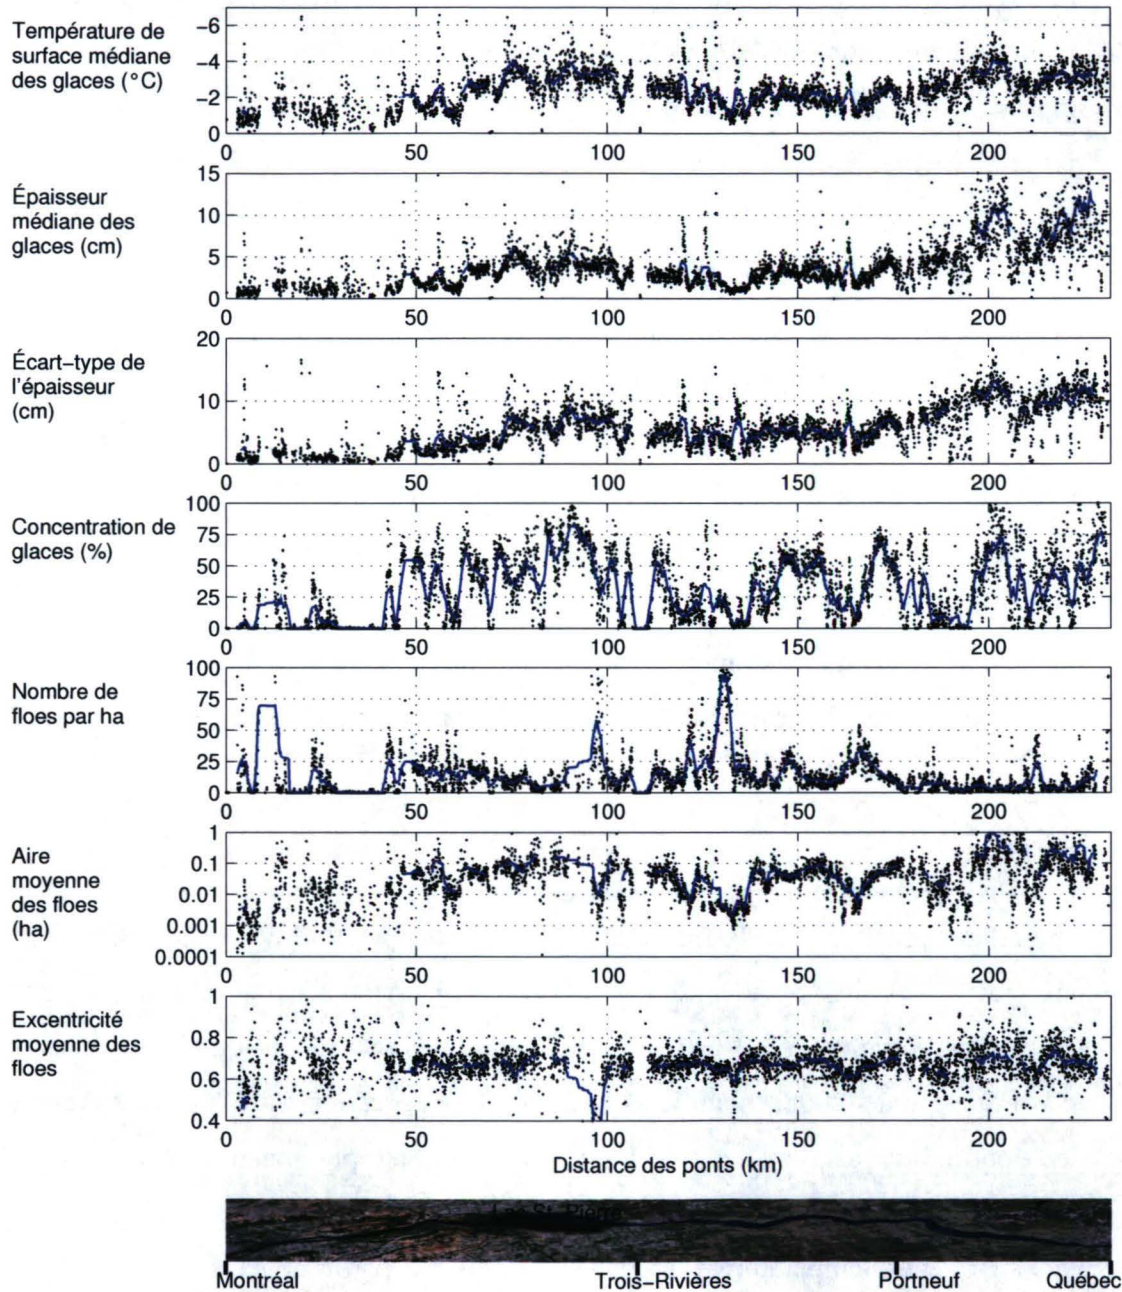 Température de
surface médiane
des glaces (°C)
−6
−4
−2
0
0 50 100 150 200
Épaisseur
médiane des
glaces (cm)
15
10
5
0
0 50 100 150 200
Écart−type de
l'épaisseur
(cm)
20
10
0
0 50 100 150 200
Concentration de
glaces (%)
100
75
50
25
0
0 50 100 150 200
Nombre de
floes par ha
100
75
50
25
0
0 50 100 150 200
Aire
moyenne
des floes
(ha)
1
0.1
0.01
0.001
0.0001
0 50 100 150 200
Excentricité
moyenne des
floes
1
0.8
0.6
0.4
0 50 100 150 200
Distance des ponts (km)
Lac St. Pierre
Montréal Trois−Rivières Portneuf Québec